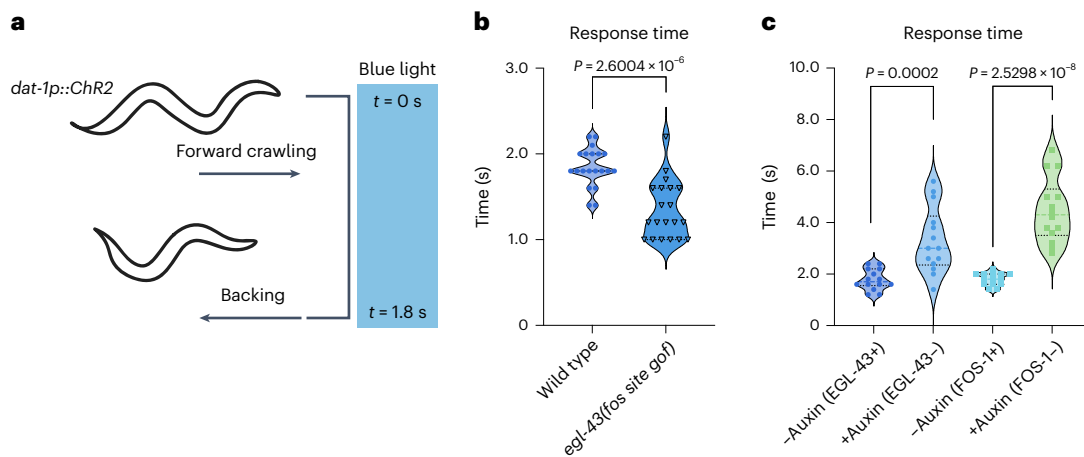 a
dat-1p::ChR2
Blue light
t = 0 s
Forward crawling
Backing
t = 1.8 s
b
Response time
P = 2.6004 × 10⁻⁶
3.0
2.0
1.0
0
Time (s)
Wild type
egl-43(fos site gof)
c
Response time
P = 0.0002
P = 2.5298 × 10⁻⁸
10.0
8.0
6.0
4.0
2.0
0
Time (s)
–Auxin (EGL-43+)
+Auxin (EGL-43–)
–Auxin (FOS-1+)
+Auxin (FOS-1–)